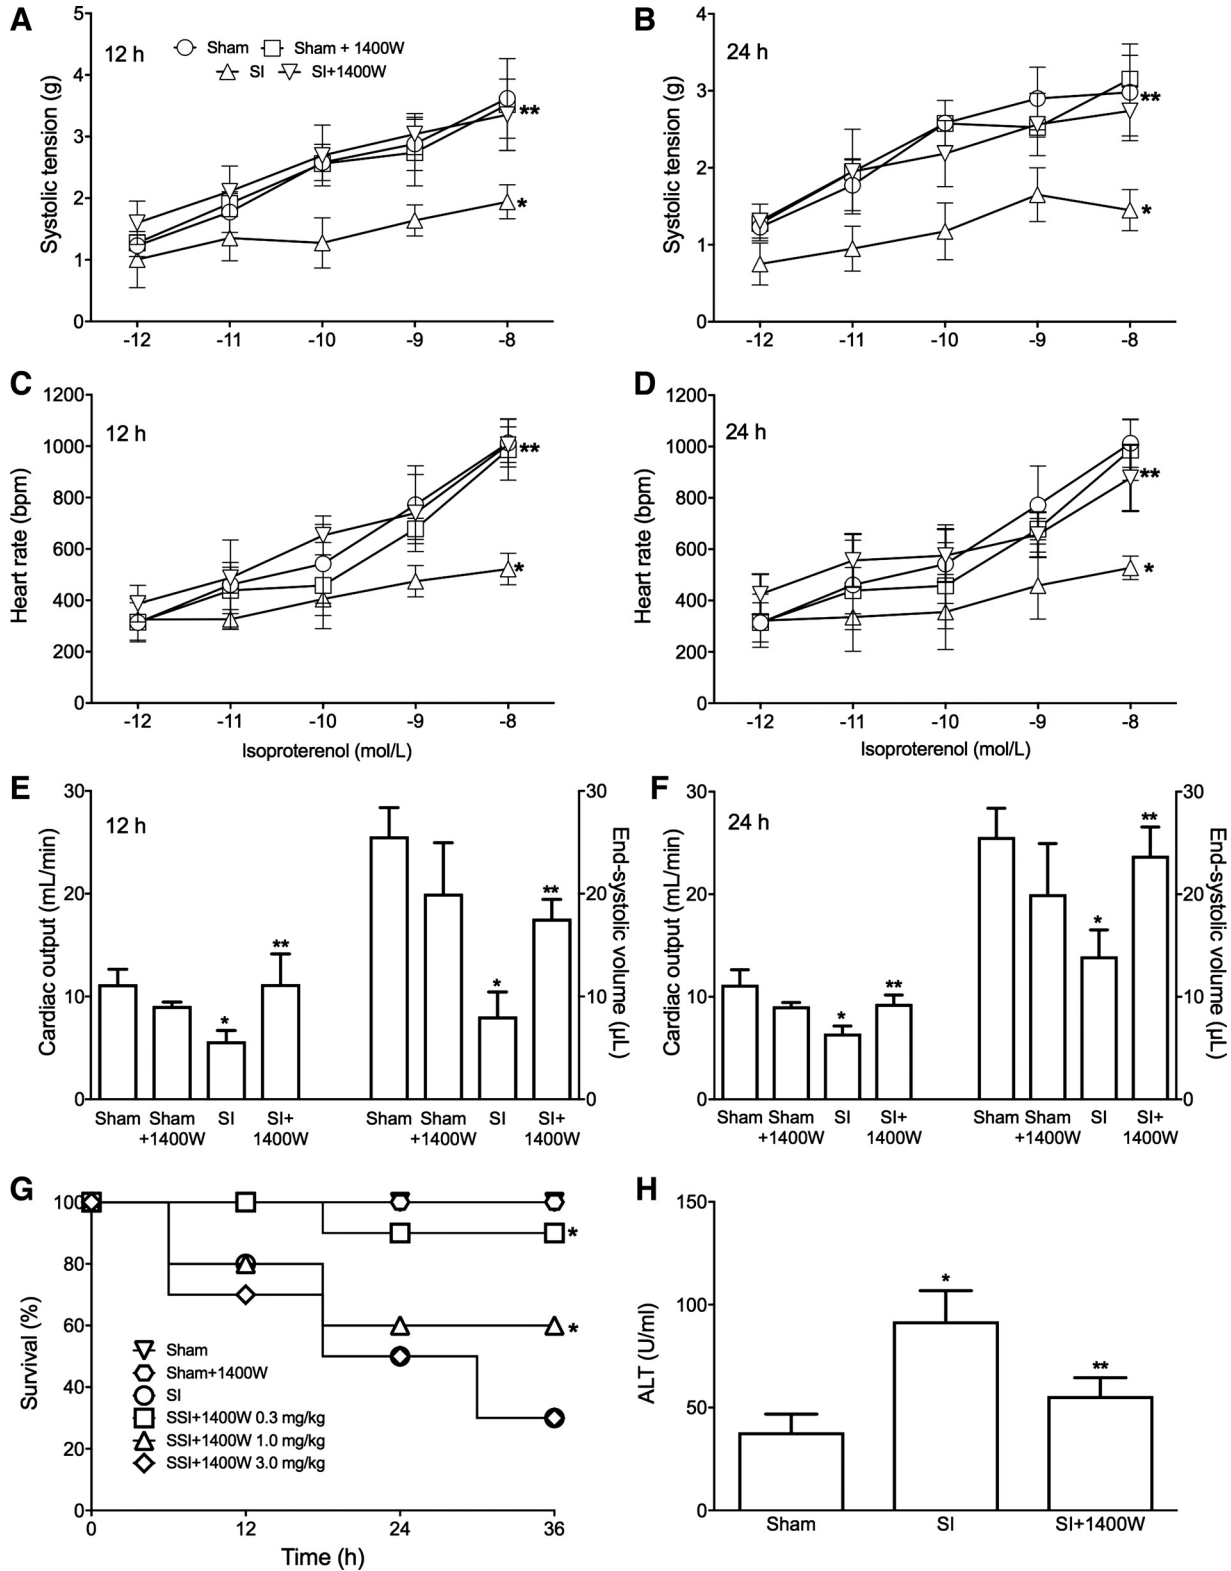 A
B
12 h
Sham
Sham + 1400W
SI
SI+1400W
24 h
Systolic tension (g)
5
4
3
2
1
0
-12
-11
-10
-9
-8
**
*
Systolic tension (g)
4
3
2
1
0
-12
-11
-10
-9
-8
**
*
C
D
12 h
24 h
Heart rate (bpm)
1200
1000
800
600
400
200
0
-12
-11
-10
-9
-8
**
*
Isoproterenol (mol/L)
Heart rate (bpm)
1200
1000
800
600
400
200
0
-12
-11
-10
-9
-8
**
*
Isoproterenol (mol/L)
E
12 h
Cardiac output (mL/min)
30
20
10
0
*
**
*
**
Sham
Sham
+1400W
SI
SI+
1400W
Sham
Sham
+1400W
SI
SI+
1400W
30
20
10
0
End-systolic volume (µL)
F
24 h
Cardiac output (mL/min)
30
20
10
0
*
**
*
**
Sham
Sham
+1400W
SI
SI+
1400W
Sham
Sham
+1400W
SI
SI+
1400W
30
20
10
0
End-systolic volume (µL)
G
Survival (%)
100
80
60
40
20
0
*
*
Sham
Sham+1400W
SI
SSI+1400W 0.3 mg/kg
SSI+1400W 1.0 mg/kg
SSI+1400W 3.0 mg/kg
0
12
24
36
Time (h)
H
ALT (U/ml)
150
100
50
0
*
**
Sham
SI
SI+1400W